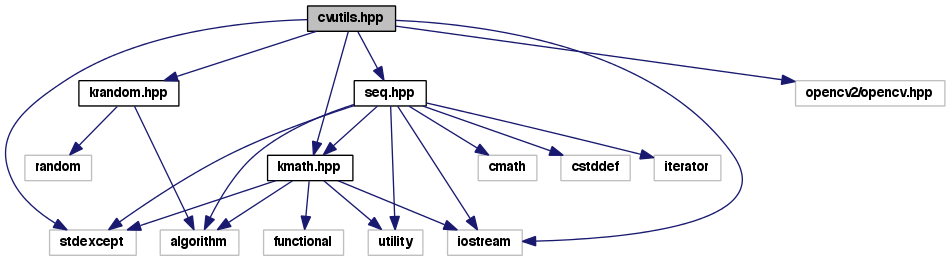 cvutils.hpp
krandom.hpp
seq.hpp
opencv2/opencv.hpp
random
kmath.hpp
cmath
cstddef
iterator
stdexcept
algorithm
functional
utility
iostream